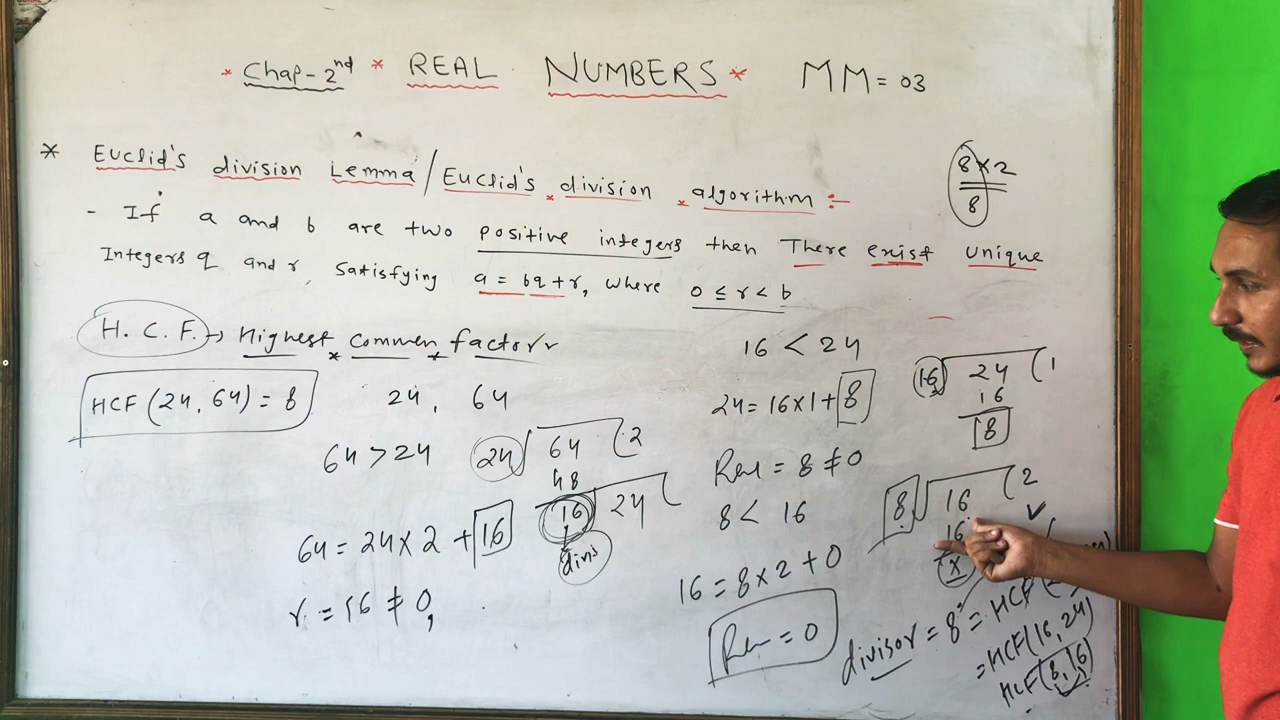 * Chap-2nd * REAL NUMBERS * MM = 03
* Euclid's division Lemma / Euclid's division algorithm :-
- If a and b are two positive integers then There exist unique
Integers q and r satisfying a = bq + r, where 0 ≤ r < b
8 × 2
8
H. C. F. → Highest common factorr
HCF (24, 64) = 8
24, 64
64 > 24
24) 64 (2
48
16) 24 (
divis
64 = 24 × 2 + 16
r = 16 ≠ 0,
16 < 24
24 = 16 × 1 + 8
Rem = 8 ≠ 0
8 < 16
16 = 8 × 2 + 0
Rem = 0
16) 24 (1
16
8
8) 16 (2
✓
16
×
divisor = 8 = HCF (
= HCF (16, 24)
HCF (8, 16)